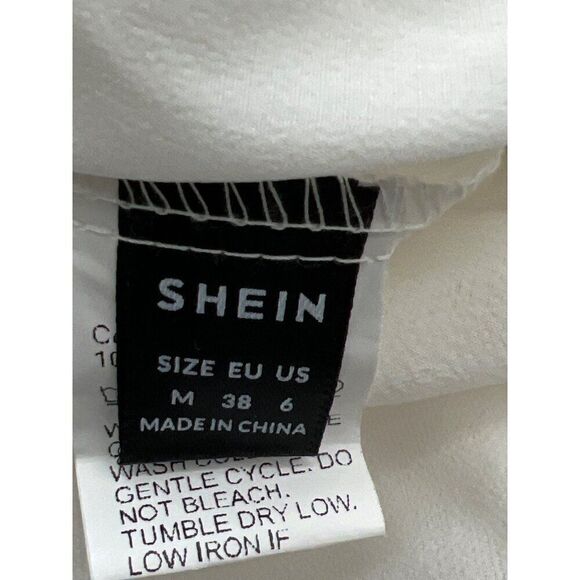 SHEIN
SIZE EU US
M 38 6
MADE IN CHINA
WASH
GENTLE CYCLE. DO
NOT BLEACH.
TUMBLE DRY LOW.
LOW IRON IF